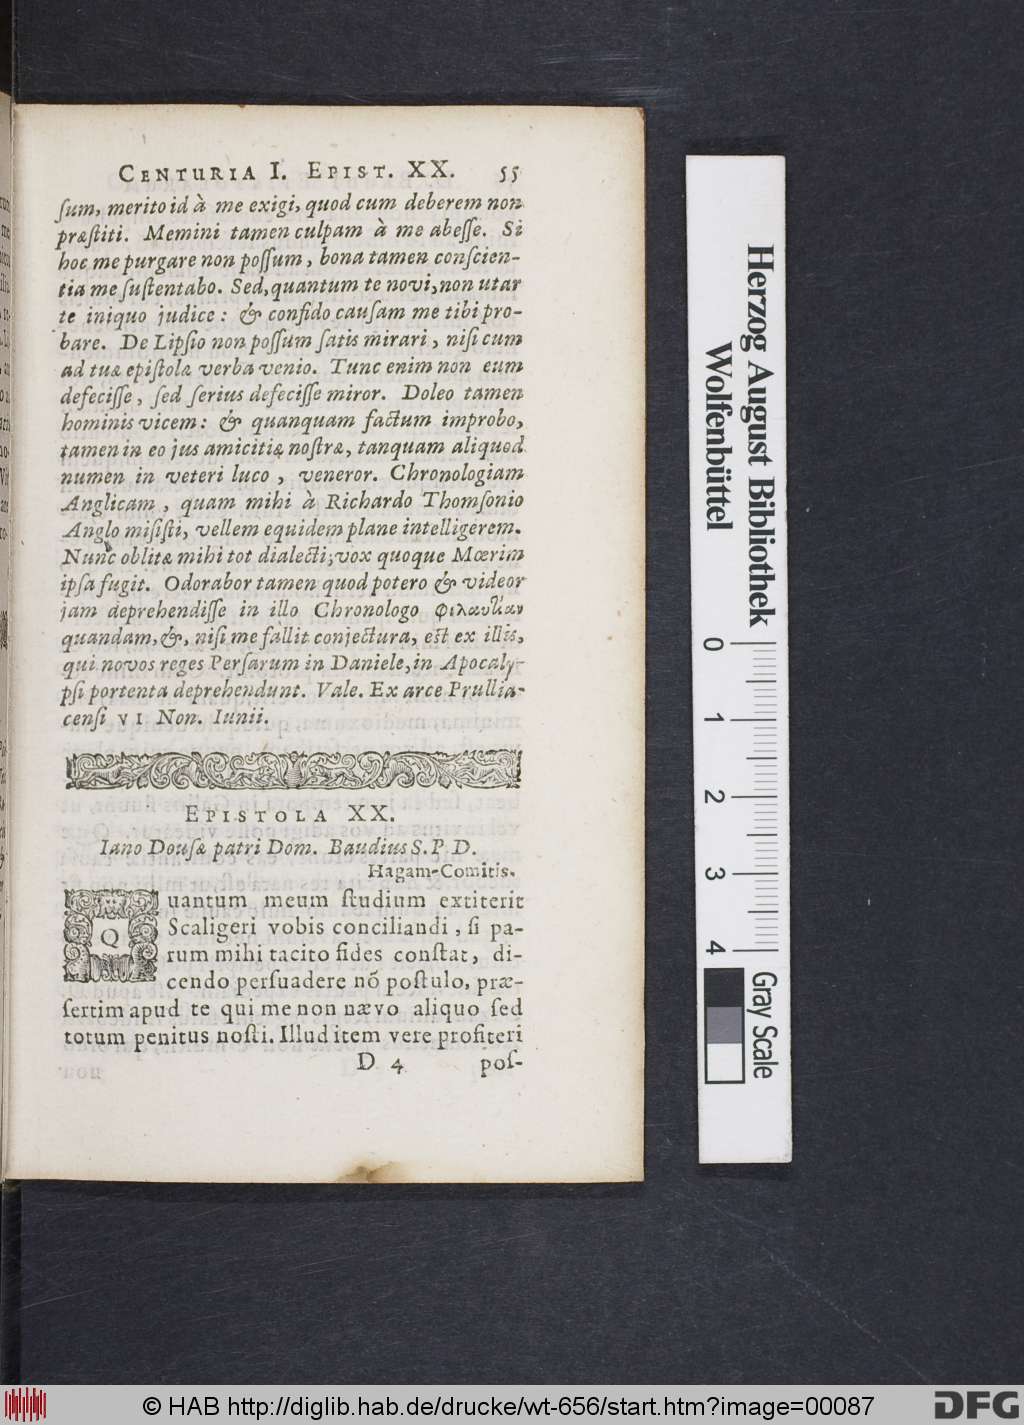 CENTURIA I. EPIST. XX. 55
sum, merito id à me exigi, quod cum deberem non
præstiti. Memini tamen culpam à me abesse. Si
hoc me purgare non possum, bona tamen conscien-
tia me sustentabo. Sed, quantum te novi, non utar
te iniquo judice: & confido causam me tibi pro-
bare. De Lipsio non possum satis mirari, nisi cum
ad tuæ epistolæ verba venio. Tunc enim non eum
defecisse, sed serius defecisse miror. Doleo tamen
hominis vicem: & quanquam factum improbo,
tamen in eo jus amicitiæ nostræ, tanquam aliquod
numen in veteri luco, veneror. Chronologiam
Anglicam, quam mihi à Richardo Thomsonio
Anglo misisti, vellem equidem plane intelligerem.
Nunc oblitæ mihi tot dialecti; vox quoque Mœrim
ipsa fugit. Odorabor tamen quod potero & videor
jam deprehendisse in illo Chronologo φιλαυτίαν
quandam, &, nisi me fallit conjectura, est ex illis,
qui novos reges Persarum in Daniele, in Apocaly-
psi portenta deprehendunt. Vale. Ex arce Prullia-
censi VI Non. Iunii.
EPISTOLA XX.
Iano Dousæ patri Dom. Baudius S. P. D.
Hagam-Comitis.
Quantum meum studium extiterit
Scaligeri vobis conciliandi, si pa-
rum mihi tacito fides constat, di-
cendo persuadere nõ postulo, præ-
sertim apud te qui me non nævo aliquo sed
totum penitus nosti. Illud item vere profiteri
D 4 pos-
Herzog August Bibliothek
Wolfenbüttel
0 1 2 3 4
Gray Scale
© HAB http://diglib.hab.de/drucke/wt-656/start.htm?image=00087
DFG